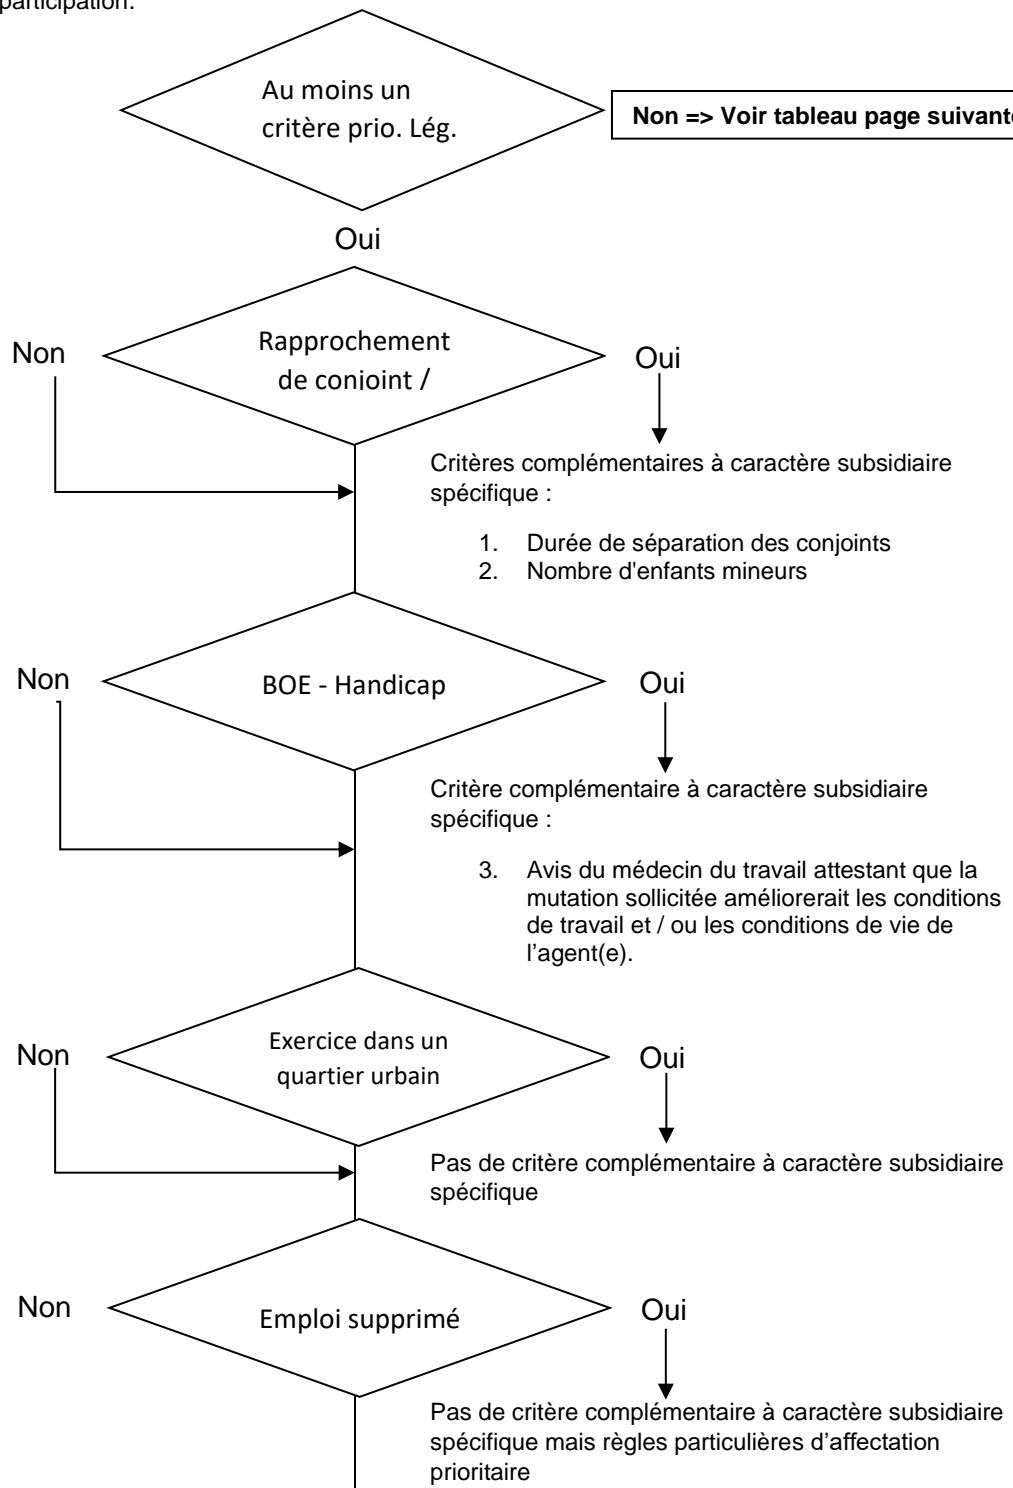 participation.
Au moins un
critère prio. Lég.
Non => Voir tableau page suivante
Oui
Rapprochement
de conjoint /
Non
Oui
Critères complémentaires à caractère subsidiaire
spécifique :
1. Durée de séparation des conjoints
2. Nombre d'enfants mineurs
BOE - Handicap
Non
Oui
Critère complémentaire à caractère subsidiaire
spécifique :
3. Avis du médecin du travail attestant que la
mutation sollicitée améliorerait les conditions
de travail et / ou les conditions de vie de
l’agent(e).
Exercice dans un
quartier urbain
Non
Oui
Pas de critère complémentaire à caractère subsidiaire
spécifique
Emploi supprimé
Non
Oui
Pas de critère complémentaire à caractère subsidiaire
spécifique mais règles particulières d’affectation
prioritaire